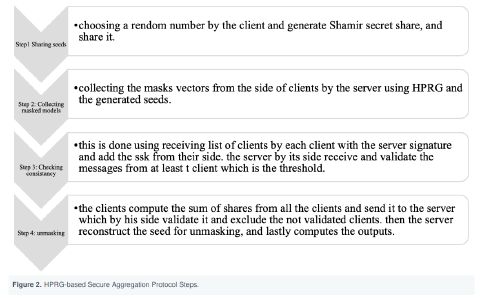 •choosing a rendom number by the client and generate Shamir secret share, and
share it.
Step1 Sharing seeds
•collecting the masks vectors from the side of clients by the server using HPRG and
the generated seeds.
Step 2: Collecting
masked models
•this is done using receiving list of clients by each client with the server signature
and add the ssk from their side. the server by its side receive and validate the
messages from at least t client which is the threshold.
Step 3: Checking
consistancy
•the clients compute the sum of shares from all the clients and send it to the server
which by his side validate it and exclude the not validated clients. then the server
reconstruct the seed for unmasking, and lastly computes the outputs.
Step 4: unmasking
Figure 2. HPRG-based Secure Aggregation Protocol Steps.